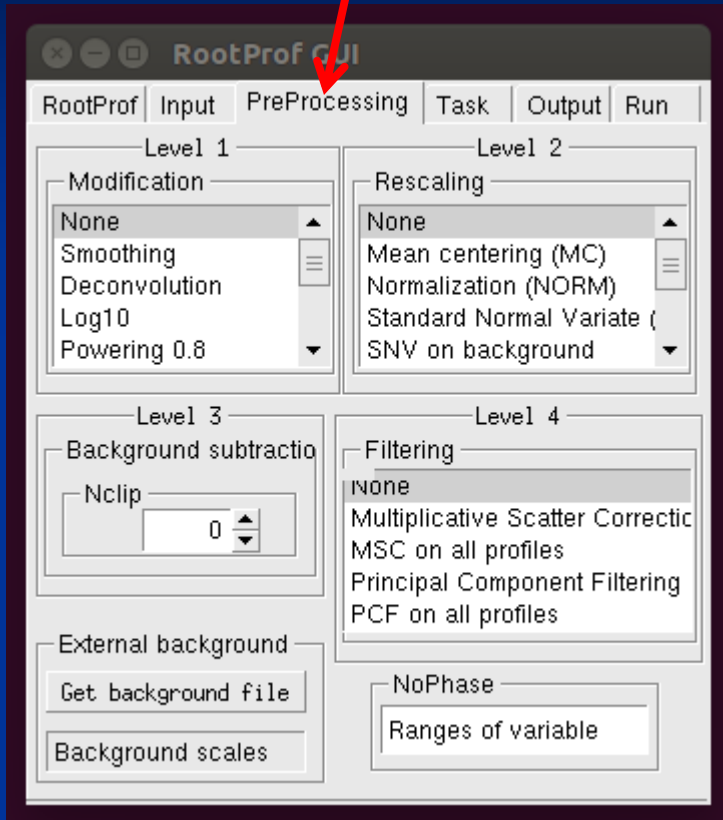 RootProf GUI
RootProf Input PreProcessing Task Output Run
Level 1
Modification
None
Smoothing
Deconvolution
Log10
Powering 0.8
Level 2
Rescaling
None
Mean centering (MC)
Normalization (NORM)
Standard Normal Variate (
SNV on background
Level 3
Background subtractio
Nclip
0
Level 4
Filtering
None
Multiplicative Scatter Correctic
MSC on all profiles
Principal Component Filtering
PCF on all profiles
External background
Get background file
Background scales
NoPhase
Ranges of variable